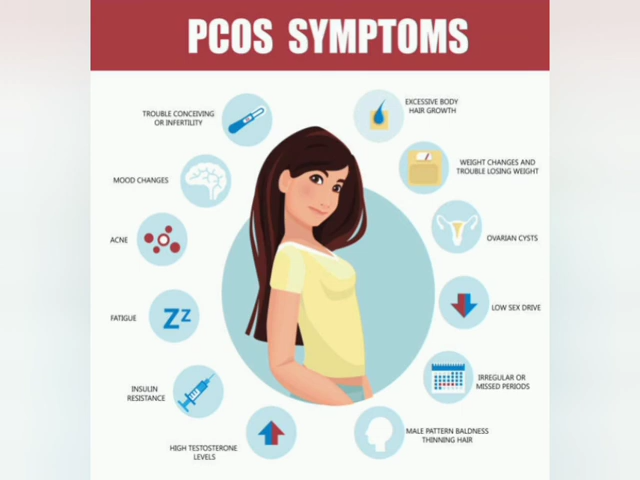 PCOS SYMPTOMS
TROUBLE CONCEIVING
OR INFERTILITY
MOOD CHANGES
ACNE
FATIGUE
Zz
INSULIN
RESISTANCE
HIGH TESTOSTERONE
LEVELS
EXCESSIVE BODY
HAIR GROWTH
WEIGHT CHANGES AND
TROUBLE LOSING WEIGHT
OVARIAN CYSTS
LOW SEX DRIVE
IRREGULAR OR
MISSED PERIODS
MALE PATTERN BALDNESS
THINNING HAIR